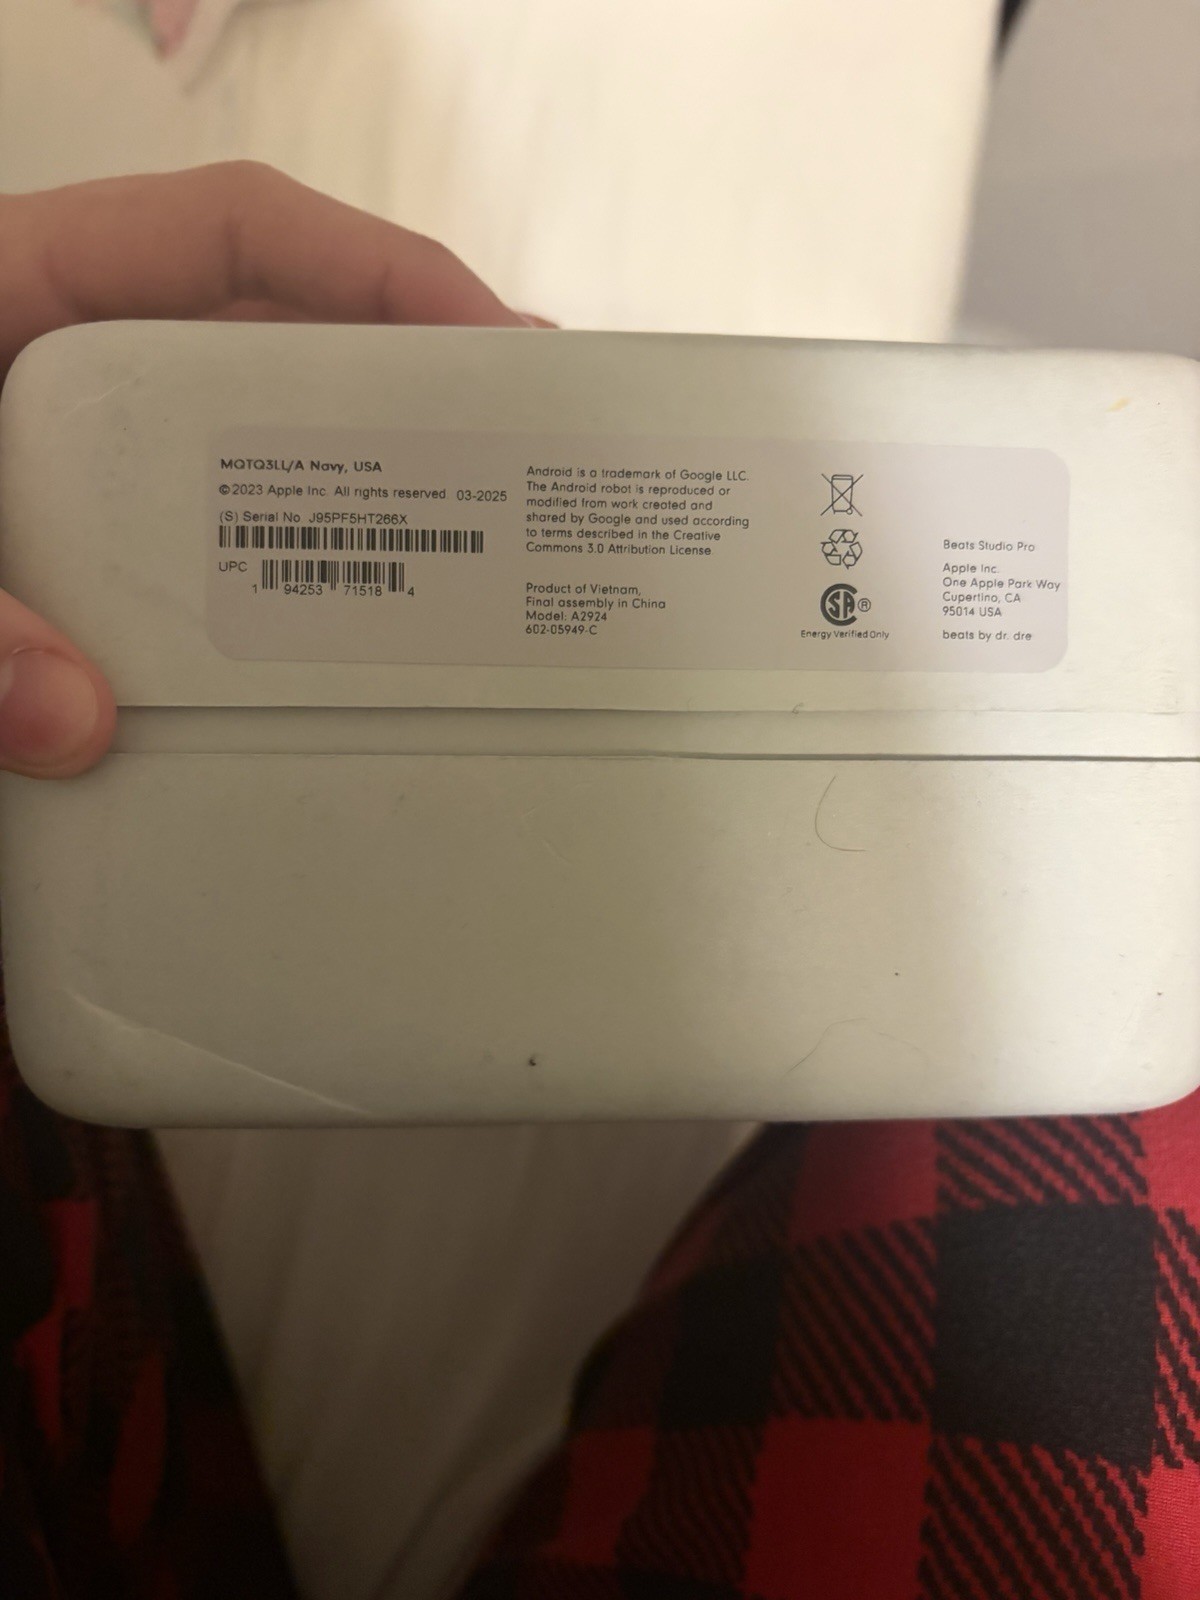 MQTQ3LL/A Navy, USA
©2023 Apple Inc. All rights reserved. 03-2025
(S) Serial No. J95PF5HT266X
UPC
1 94253 71518 4
Android is a trademark of Google LLC.
The Android robot is reproduced or
modified from work created and
shared by Google and used according
to terms described in the Creative
Commons 3.0 Attribution License.
Product of Vietnam,
Final assembly in China
Model: A2924
602-05949-C
SA ®
Energy Verified Only
Beats Studio Pro
Apple Inc.
One Apple Park Way
Cupertino, CA
95014 USA
beats by dr. dre